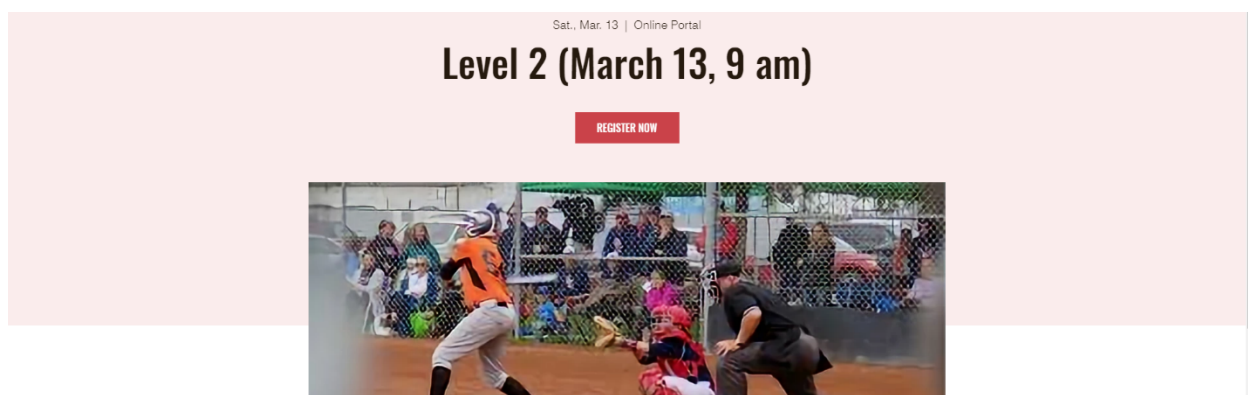 Sat., Mar. 13 | Online Portal
Level 2 (March 13, 9 am)
REGISTER NOW